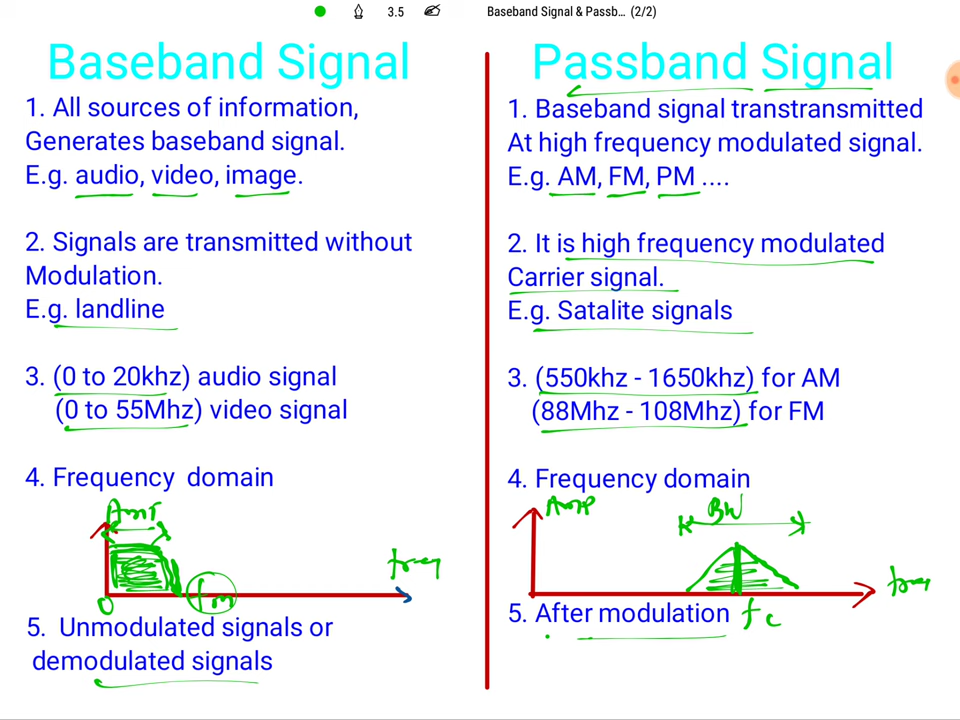 3.5
Baseband Signal & Passb... (2/2)
Baseband Signal
1. All sources of information,
Generates baseband signal.
E.g. audio, video, image.
2. Signals are transmitted without
Modulation.
E.g. landline
3. (0 to 20khz) audio signal
(0 to 55Mhz) video signal
4. Frequency domain
0
fm
5. Unmodulated signals or
demodulated signals
Passband Signal
1. Baseband signal transtransmitted
At high frequency modulated signal.
E.g. AM, FM, PM ....
2. It is high frequency modulated
Carrier signal.
E.g. Satalite signals
3. (550khz - 1650khz) for AM
(88Mhz - 108Mhz) for FM
4. Frequency domain
Amp
BW
5. After modulation
fc